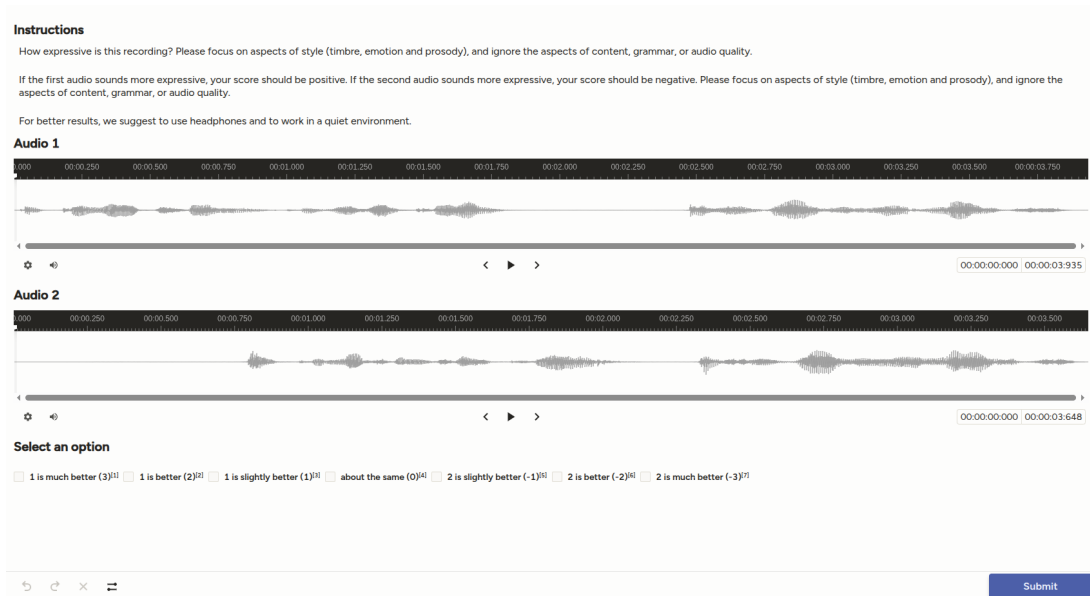 Instructions
How expressive is this recording? Please focus on aspects of style (timbre, emotion and prosody), and ignore the aspects of content, grammar, or audio quality.
If the first audio sounds more expressive, your score should be positive. If the second audio sounds more expressive, your score should be negative. Please focus on aspects of style (timbre, emotion and prosody), and ignore the
aspects of content, grammar, or audio quality.
For better results, we suggest to use headphones and to work in a quiet environment.
Audio 1
0.000 00:00.250 00:00.500 00:00.750 00:01.000 00:01.250 00:01.500 00:01.750 00:02.000 00:02.250 00:02.500 00:02.750 00:03.000 00:03.250 00:03.500 00:00:03.750
00:00:00:000 00:00:03:935
Audio 2
0.000 00:00.250 00:00.500 00:00.750 00:01.000 00:01.250 00:01.500 00:01.750 00:02.000 00:02.250 00:02.500 00:02.750 00:03.000 00:03.250 00:03.500
00:00:00:000 00:00:03:648
Select an option
1 is much better (3)[1] 1 is better (2)[2] 1 is slightly better (1)[3] about the same (0)[4] 2 is slightly better (-1)[5] 2 is better (-2)[6] 2 is much better (-3)[7]
Submit